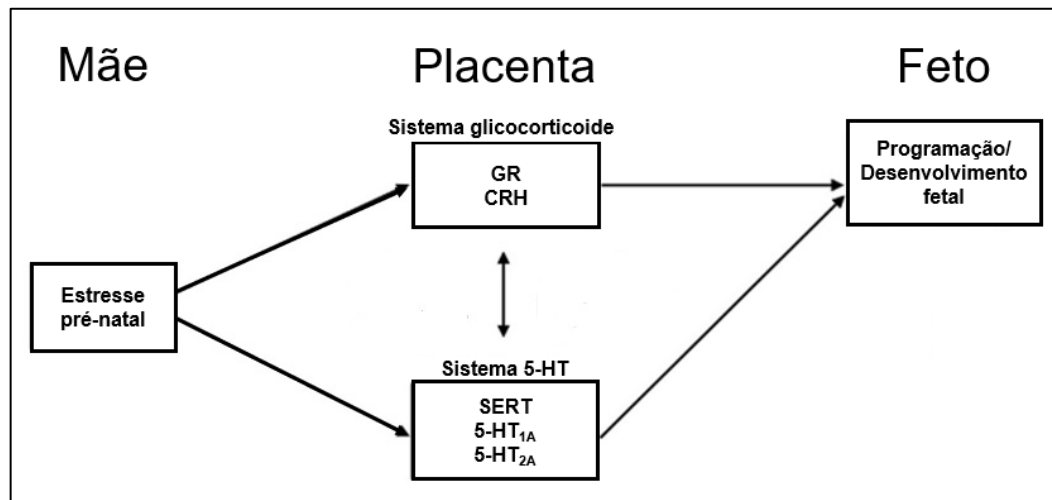 Mãe
Placenta
Feto
Sistema glicocorticoide
GR
CRH
Programação/
Desenvolvimento
fetal
Estresse
pré-natal
Sistema 5-HT
SERT
5-HT1A
5-HT2A